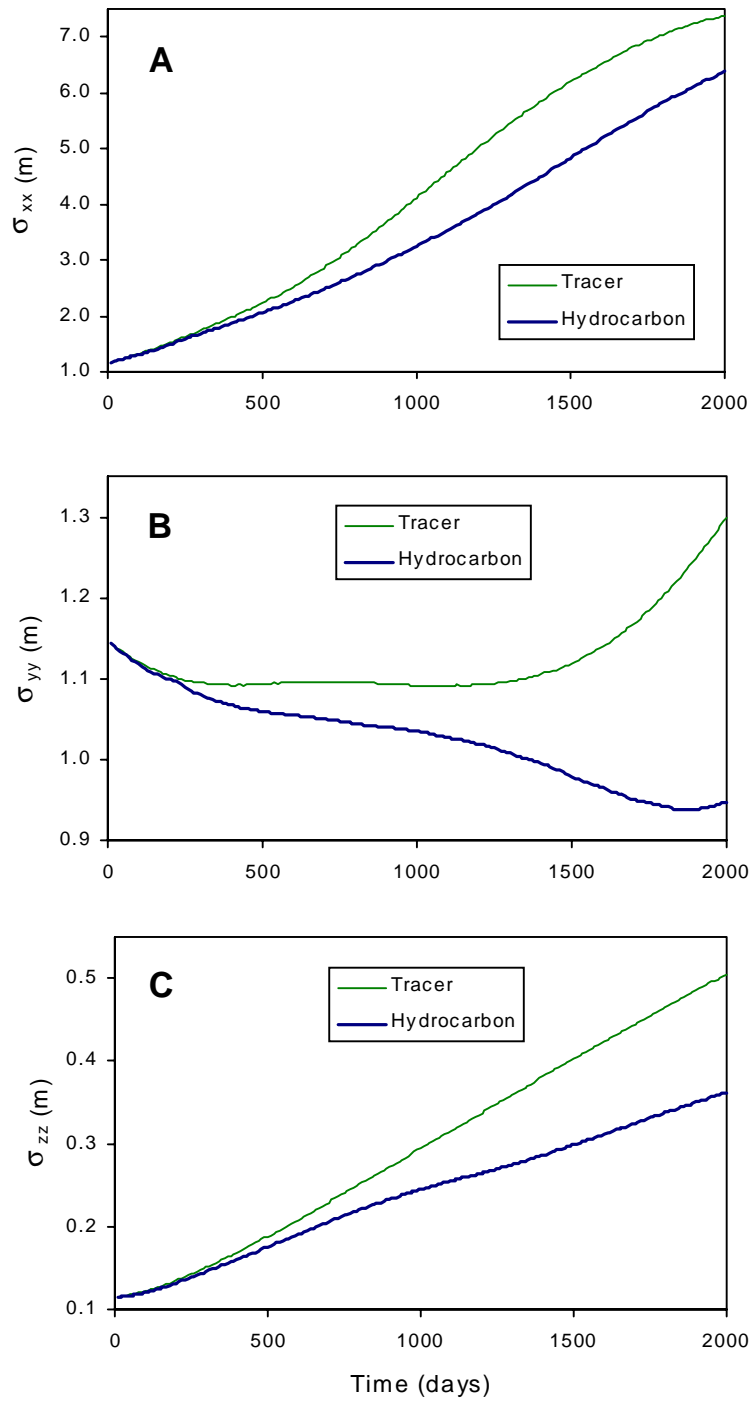 7.0
6.0
5.0
4.0
3.0
2.0
1.0
σxx (m)
A
Tracer
Hydrocarbon
0 500 1000 1500 2000
1.3
1.2
1.1
1.0
0.9
σyy (m)
B
Tracer
Hydrocarbon
0 500 1000 1500 2000
0.5
0.4
0.3
0.2
0.1
σzz (m)
C
Tracer
Hydrocarbon
0 500 1000 1500 2000
Time (days)